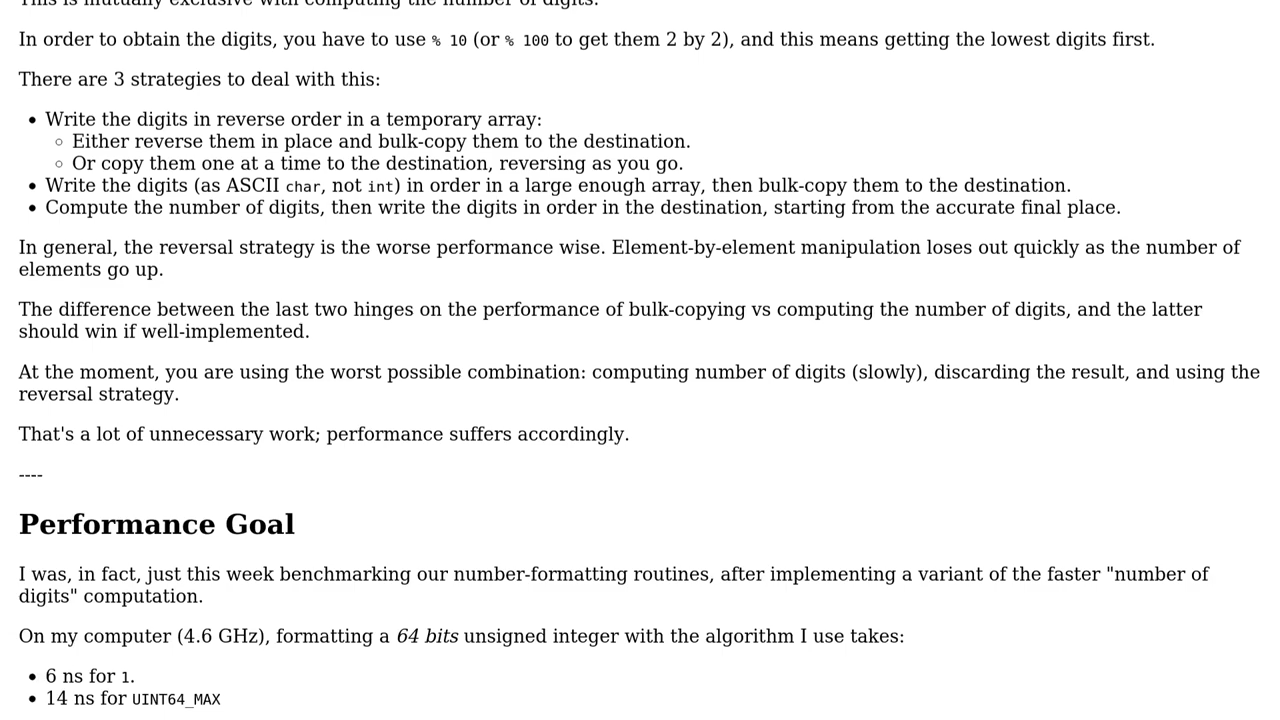 This is mutually exclusive with computing the number of digits.
In order to obtain the digits, you have to use % 10 (or % 100 to get them 2 by 2), and this means getting the lowest digits first.
There are 3 strategies to deal with this:
• Write the digits in reverse order in a temporary array:
◦ Either reverse them in place and bulk-copy them to the destination.
◦ Or copy them one at a time to the destination, reversing as you go.
• Write the digits (as ASCII char, not int) in order in a large enough array, then bulk-copy them to the destination.
• Compute the number of digits, then write the digits in order in the destination, starting from the accurate final place.
In general, the reversal strategy is the worse performance wise. Element-by-element manipulation loses out quickly as the number of
elements go up.
The difference between the last two hinges on the performance of bulk-copying vs computing the number of digits, and the latter
should win if well-implemented.
At the moment, you are using the worst possible combination: computing number of digits (slowly), discarding the result, and using the
reversal strategy.
That's a lot of unnecessary work; performance suffers accordingly.
----
Performance Goal
I was, in fact, just this week benchmarking our number-formatting routines, after implementing a variant of the faster "number of
digits" computation.
On my computer (4.6 GHz), formatting a 64 bits unsigned integer with the algorithm I use takes:
• 6 ns for 1.
• 14 ns for UINT64_MAX